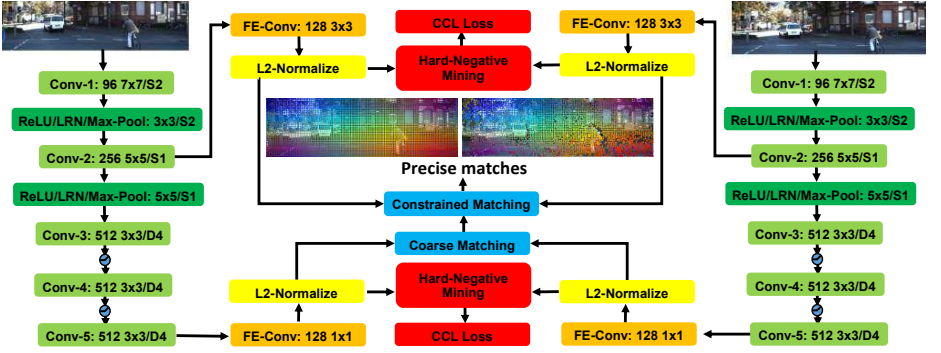 FE-Conv: 128 3x3
CCL Loss
FE-Conv: 128 3x3
L2-Normalize
Hard-Negative
Mining
L2-Normalize
Conv-1: 96 7x7/S2
ReLU/LRN/Max-Pool: 3x3/S2
Conv-2: 256 5x5/S1
ReLU/LRN/Max-Pool: 5x5/S1
Conv-3: 512 3x3/D4
Conv-4: 512 3x3/D4
Conv-5: 512 3x3/D4
Precise matches
Constrained Matching
Coarse Matching
L2-Normalize
Hard-Negative
Mining
L2-Normalize
FE-Conv: 128 1x1
CCL Loss
FE-Conv: 128 1x1
Conv-1: 96 7x7/S2
ReLU/LRN/Max-Pool: 3x3/S2
Conv-2: 256 5x5/S1
ReLU/LRN/Max-Pool: 5x5/S1
Conv-3: 512 3x3/D4
Conv-4: 512 3x3/D4
Conv-5: 512 3x3/D4